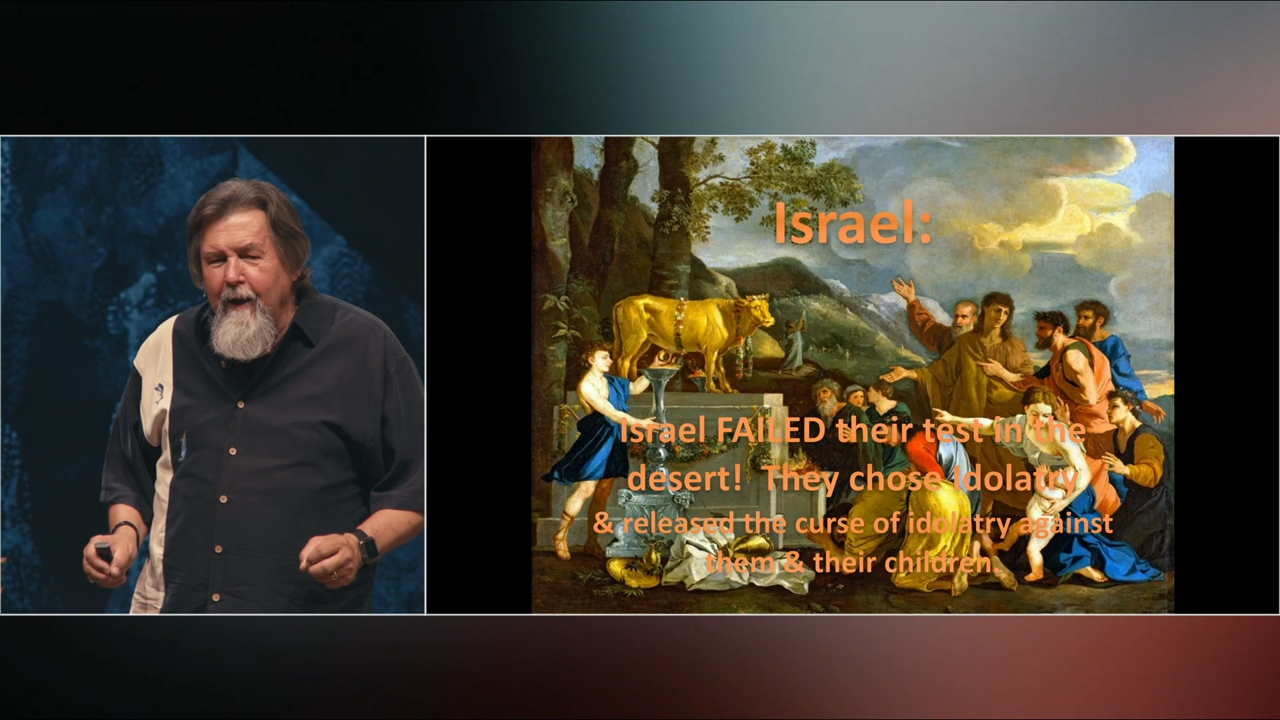 Israel:
Israel FAILED their test in the
desert!  They chose Idolatry
& released the curse of idolatry against
them & their children.